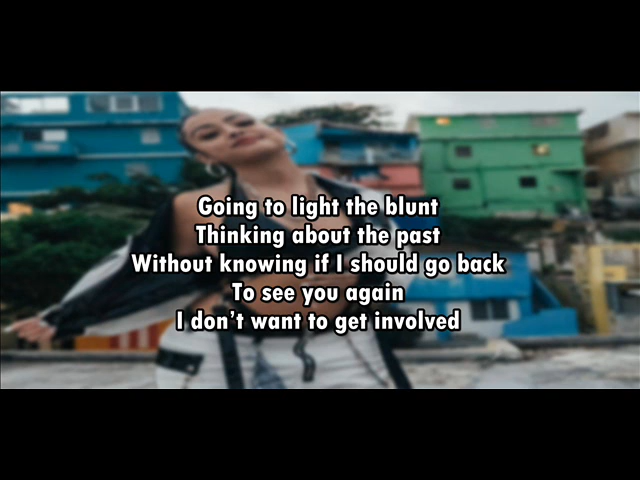 Going to light the blunt
Thinking about the past
Without knowing if I should go back
To see you again
I don’t want to get involved